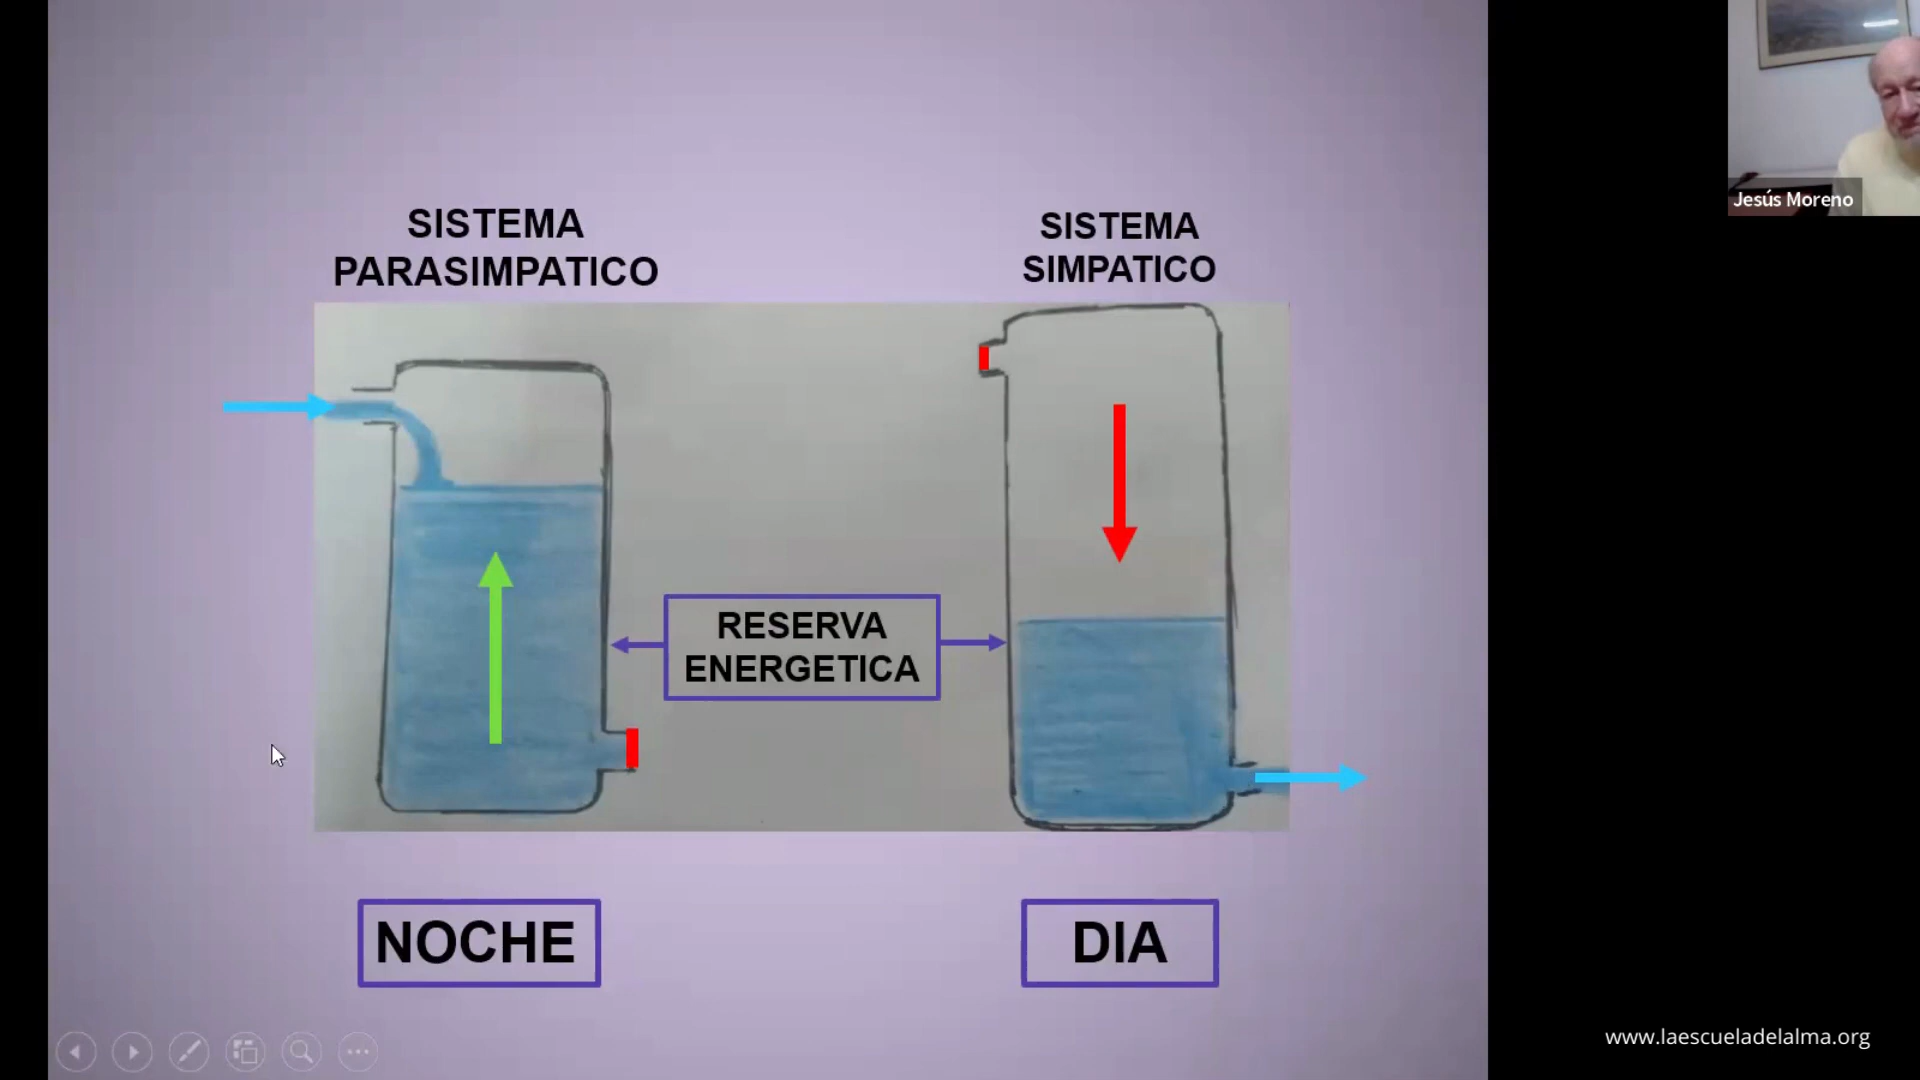 SISTEMA
PARASIMPATICO
SISTEMA
SIMPATICO
RESERVA
ENERGETICA
NOCHE
DIA
Jesús Moreno
www.laescueladelalma.org